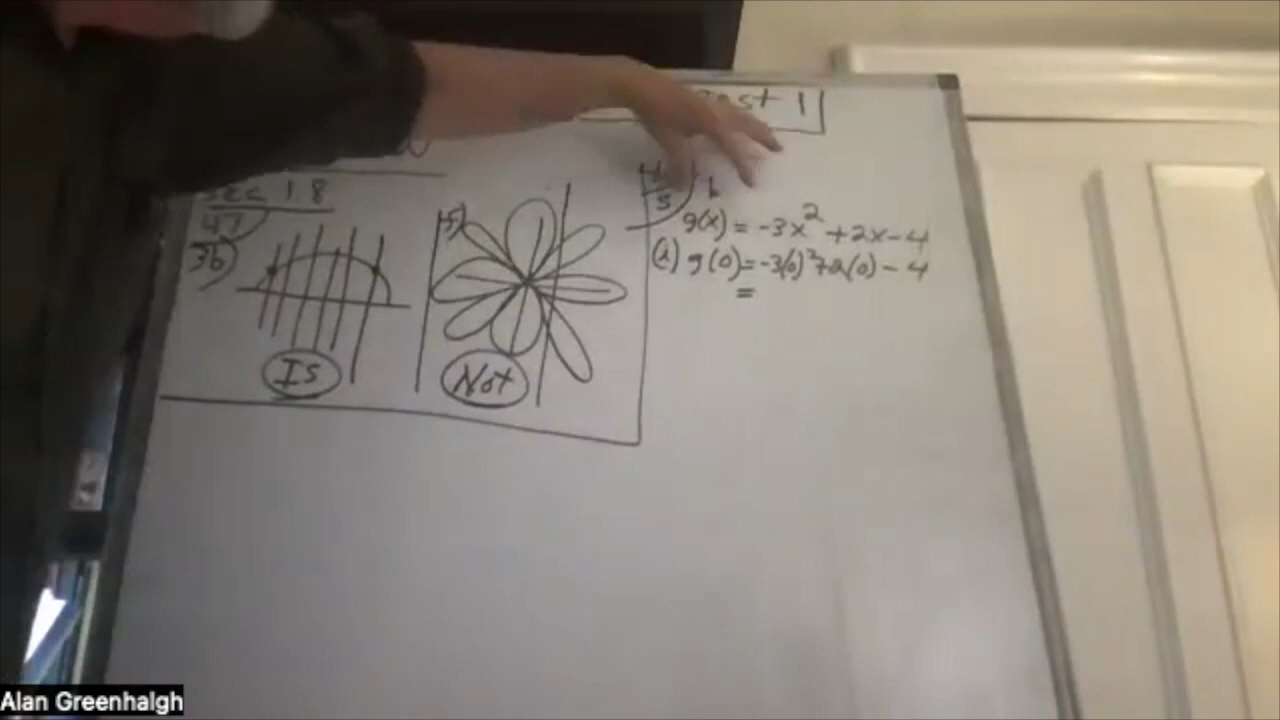 Test 1
Sec 1.8
47
36)
Is
5)
Not
5
g(x) = -3x² + 2x - 4
g(0) = -3(0)² + 2(0) - 4
=
Alan Greenhalgh